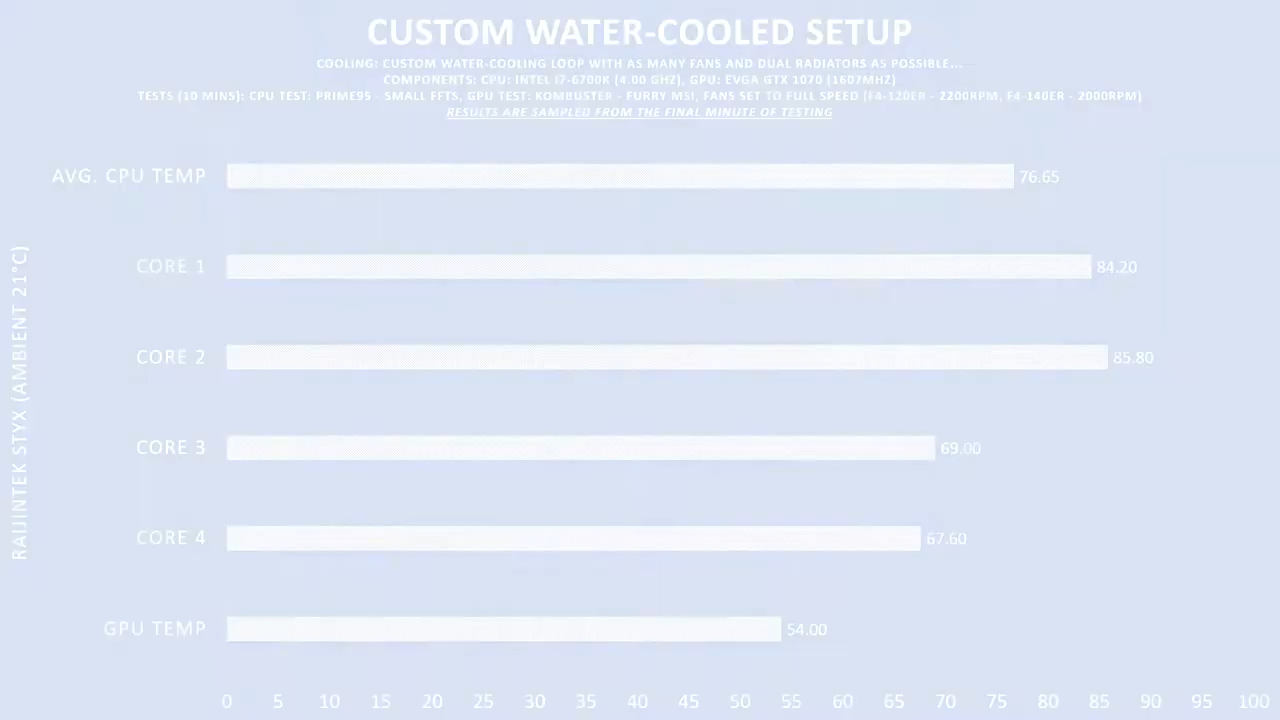 CUSTOM WATER-COOLED SETUP
COOLING: CUSTOM WATER-COOLING LOOP WITH AS MANY FANS AND DUAL RADIATORS AS POSSIBLE...
COMPONENTS: CPU: INTEL I7-6700K (4.00 GHZ), GPU: EVGA GTX 1070 (1607MHZ)
TESTS (10 MINS): CPU TEST: PRIME95 - SMALL FFTS, GPU TEST: KOMBUSTER - FURRY MSI, FANS SET TO FULL SPEED (F4-120ER - 2200RPM, F4-140ER - 2000RPM)
RESULTS ARE SAMPLED FROM THE FINAL MINUTE OF TESTING
RAIJINTEK STYX (AMBIENT 21°C)
AVG. CPU TEMP 76.65
CORE 1 84.20
CORE 2 85.80
CORE 3 69.00
CORE 4 67.60
GPU TEMP 54.00
0 5 10 15 20 25 30 35 40 45 50 55 60 65 70 75 80 85 90 95 100